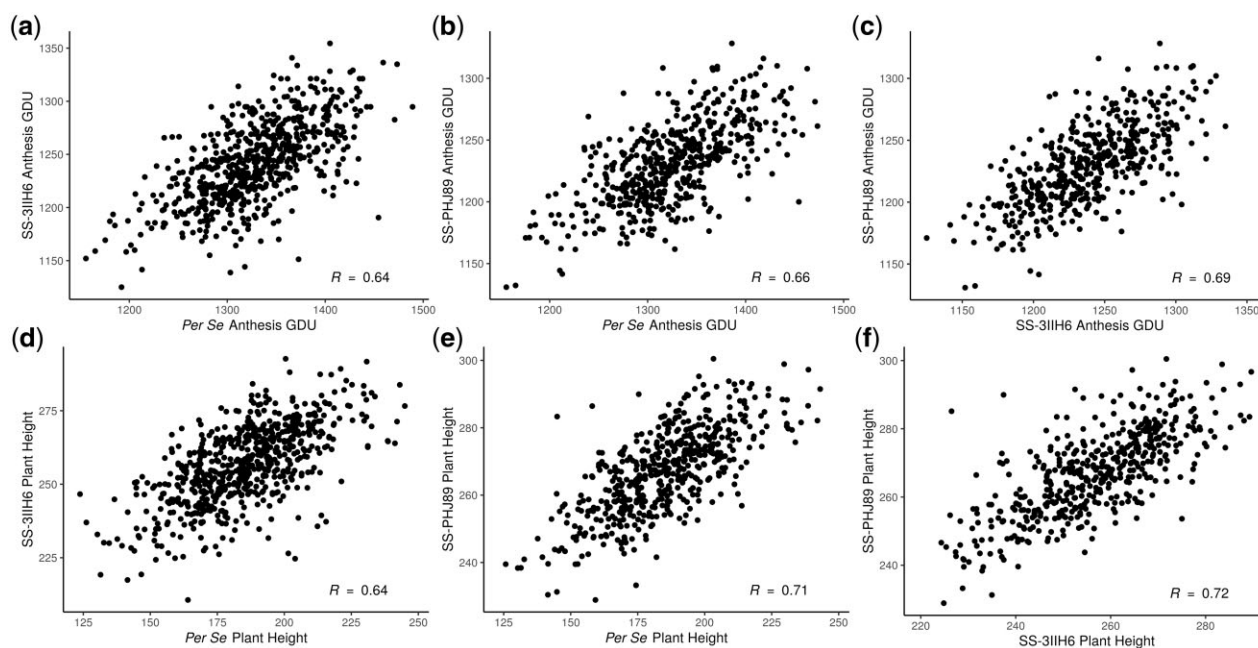 (a)
SS-3IIH6 Anthesis GDU
1350
1300
1250
1200
1150
R = 0.64
1200
1300
1400
1500
Per Se Anthesis GDU
(b)
SS-PHJ89 Anthesis GDU
1300
1250
1200
1150
R = 0.66
1200
1300
1400
1500
Per Se Anthesis GDU
(c)
SS-PHJ89 Anthesis GDU
1300
1250
1200
1150
R = 0.69
1150
1200
1250
1300
1350
SS-3IIH6 Anthesis GDU
(d)
SS-3IIH6 Plant Height
275
250
225
R = 0.64
125
150
175
200
225
250
Per Se Plant Height
(e)
SS-PHJ89 Plant Height
300
280
260
240
R = 0.71
125
150
175
200
225
250
Per Se Plant Height
(f)
SS-PHJ89 Plant Height
300
280
260
240
R = 0.72
220
240
260
280
SS-3IIH6 Plant Height